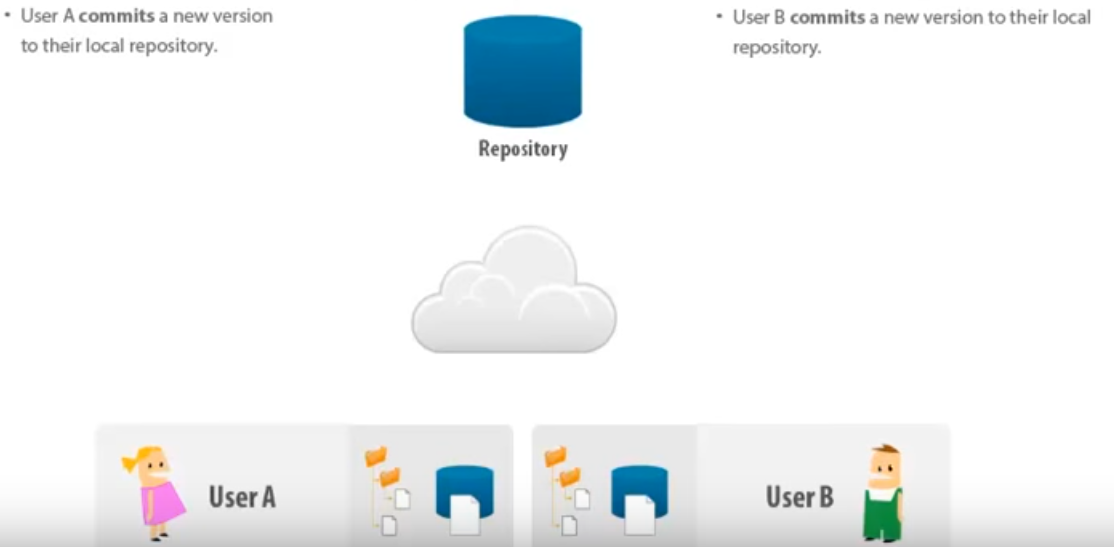 • User A commits a new version
to their local repository.
• User B commits a new version to their local
repository.
Repository
User A
User B